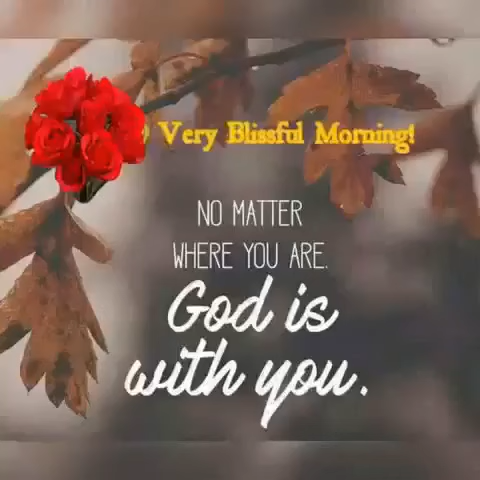 Very Blissful Morning!
NO MATTER
WHERE YOU ARE.
God is
with you.